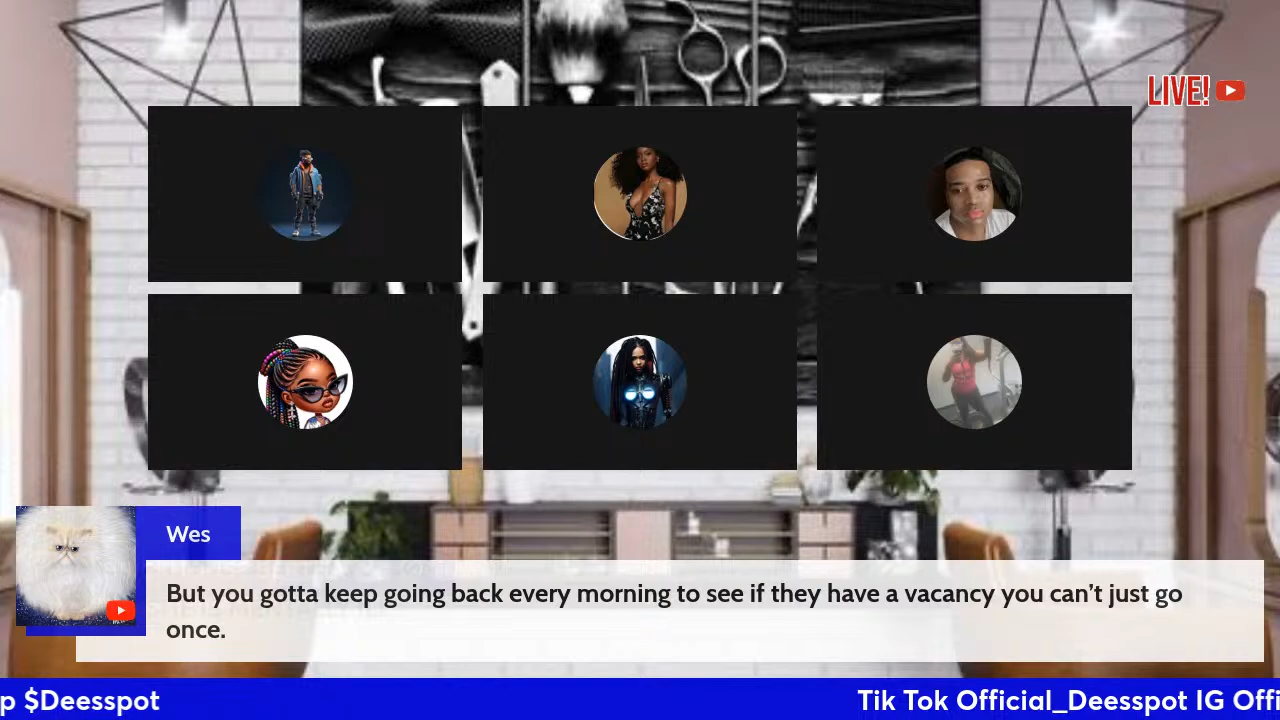 LIVE!
Wes
But you gotta keep going back every morning to see if they have a vacancy you can't just go
once.
p $Deesspot
Tik Tok Official_Deesspot IG Offi